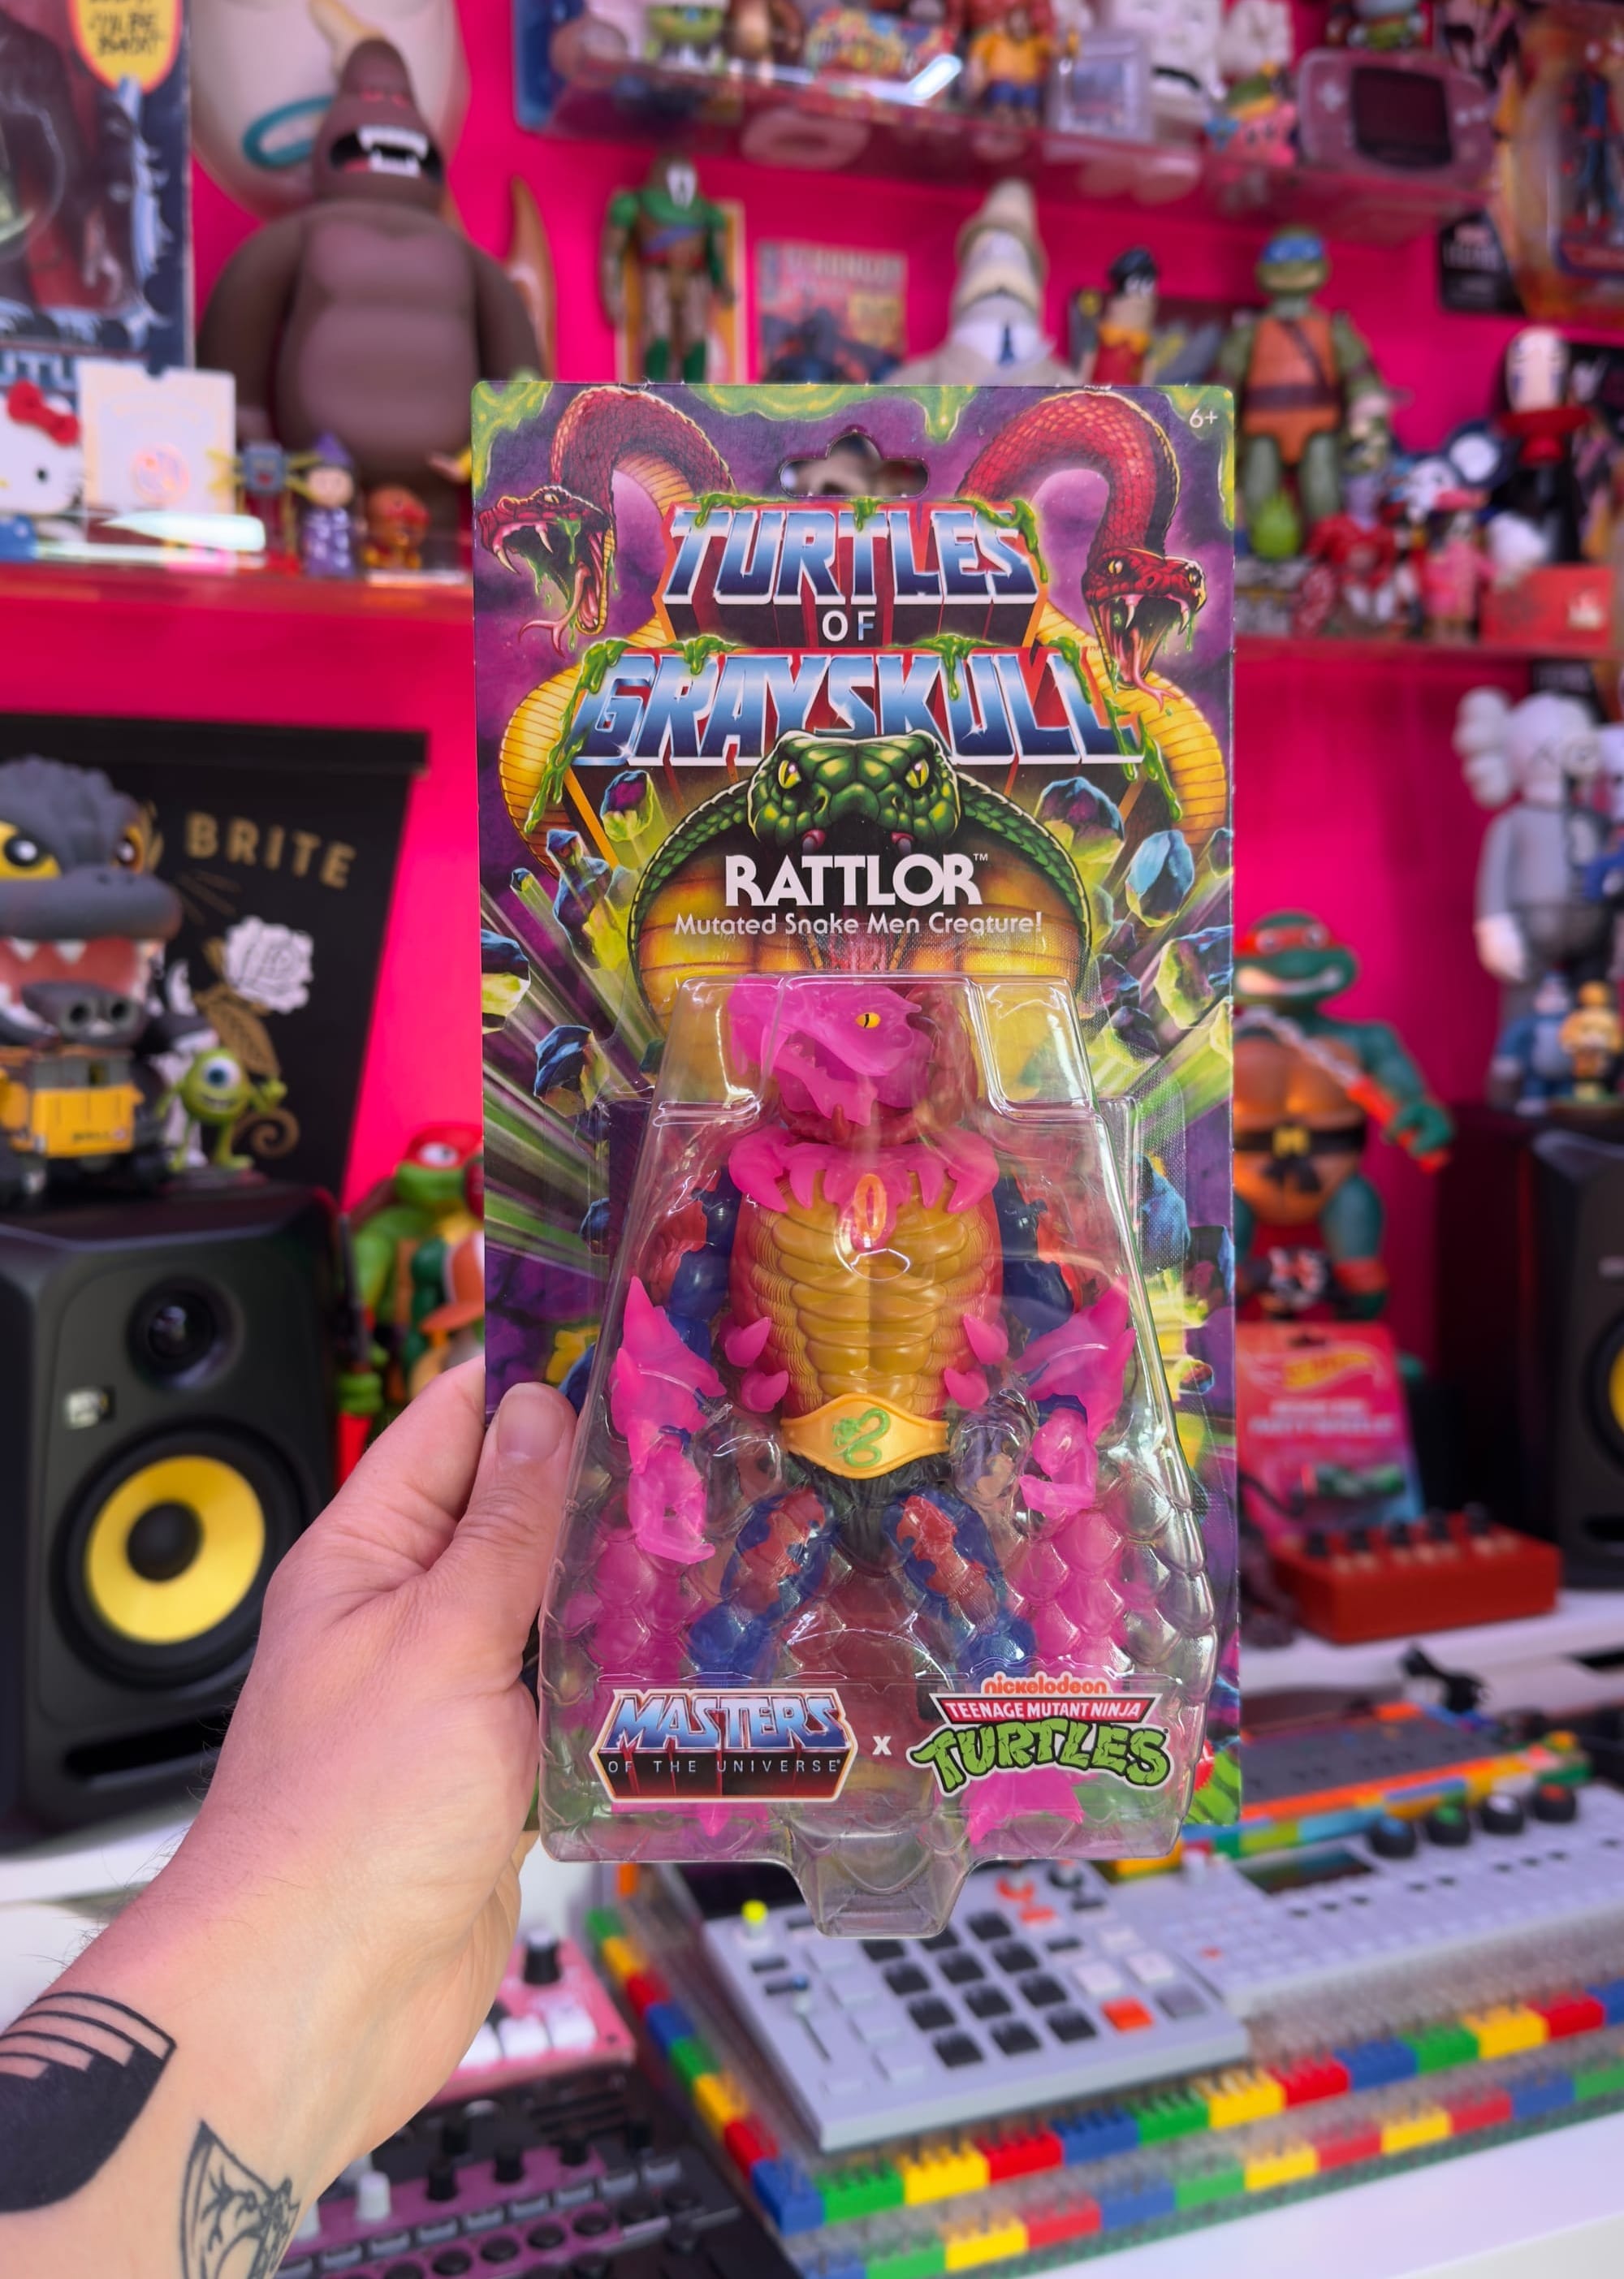 6+
TURTLES
OF
GRAYSKULL
RATTLOR™
Mutated Snake Men Creature!
MASTERS
OF THE UNIVERSE®
x
nickelodeon
TEENAGE MUTANT NINJA
TURTLES
BRITE